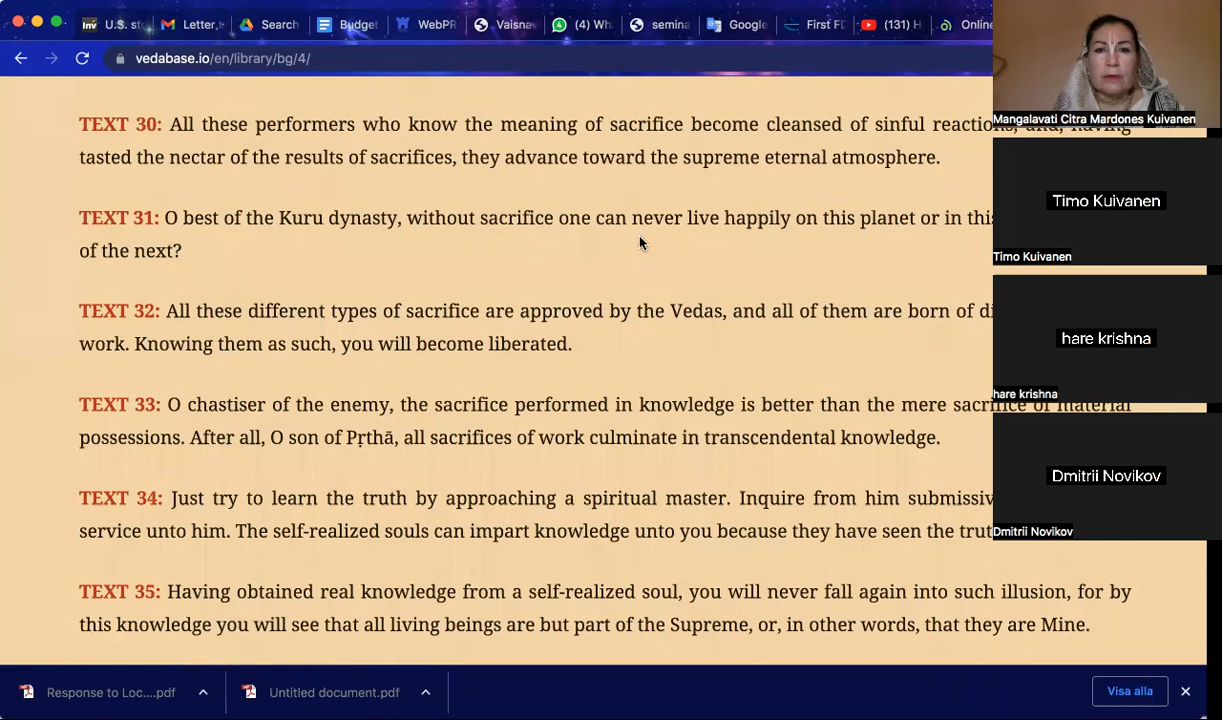 U.S. st
Letter,
Search
Budget
WebPR
Vaisna
(4) Wh
semina
Google
First F
(131) H
Online
vedabase.io/en/library/bg/4/
TEXT 30: All these performers who know the meaning of sacrifice become cleansed of sinful reactions, and, having
tasted the nectar of the results of sacrifices, they advance toward the supreme eternal atmosphere.
TEXT 31: O best of the Kuru dynasty, without sacrifice one can never live happily on this planet or in this
of the next?
TEXT 32: All these different types of sacrifice are approved by the Vedas, and all of them are born of di
work. Knowing them as such, you will become liberated.
TEXT 33: O chastiser of the enemy, the sacrifice performed in knowledge is better than the mere sacrifice of material
possessions. After all, O son of Pṛthā, all sacrifices of work culminate in transcendental knowledge.
TEXT 34: Just try to learn the truth by approaching a spiritual master. Inquire from him submissiv
service unto him. The self-realized souls can impart knowledge unto you because they have seen the trut
TEXT 35: Having obtained real knowledge from a self-realized soul, you will never fall again into such illusion, for by
this knowledge you will see that all living beings are but part of the Supreme, or, in other words, that they are Mine.
Mangalavati Citra Mardones Kuivanen
Timo Kuivanen
Timo Kuivanen
hare krishna
hare krishna
Dmitrii Novikov
Dmitrii Novikov
Response to Loc....pdf
Untitled document.pdf
Visa alla